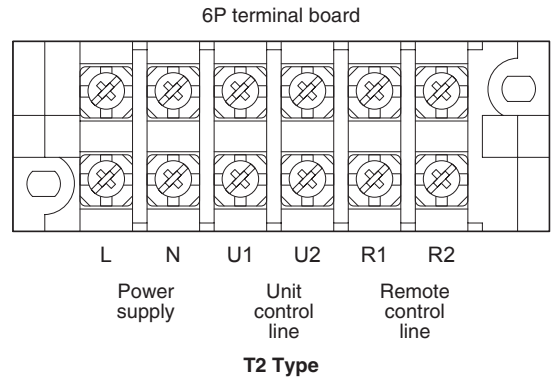 6P terminal board
L N U1 U2 R1 R2
Power supply
Unit control line
Remote control line
T2 Type